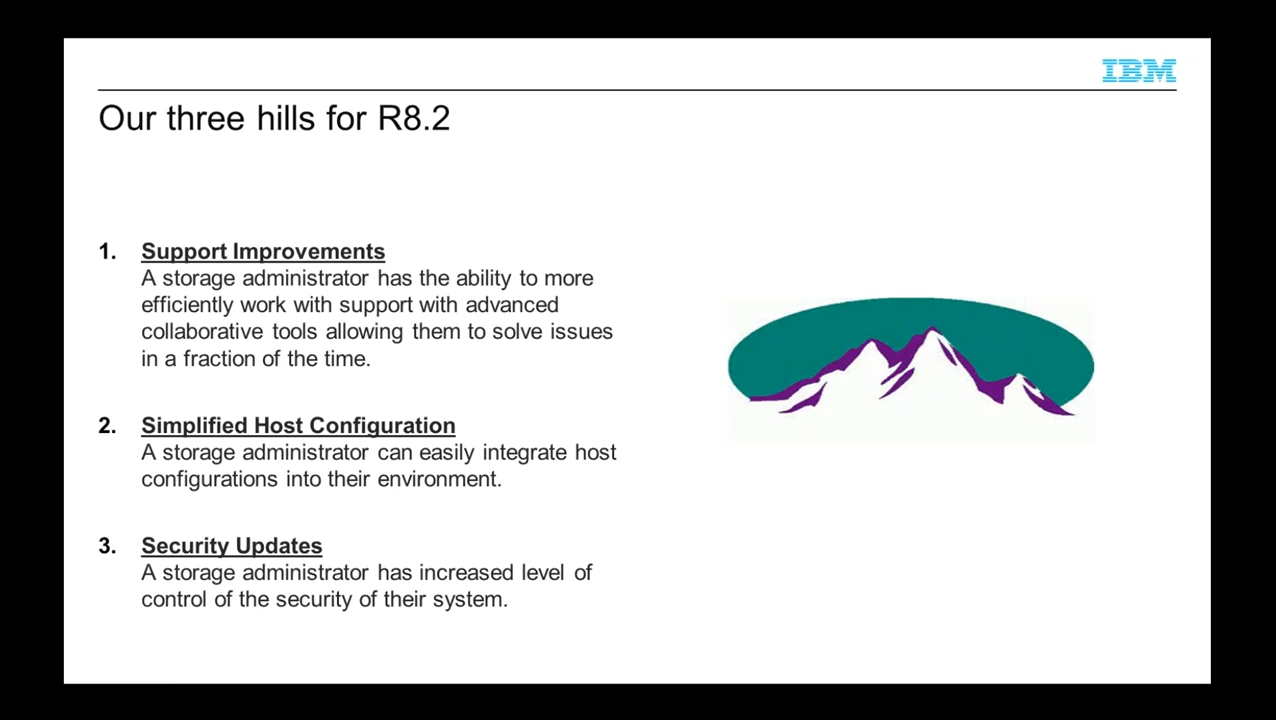 IBM
Our three hills for R8.2
1. Support Improvements
A storage administrator has the ability to more
efficiently work with support with advanced
collaborative tools allowing them to solve issues
in a fraction of the time.
2. Simplified Host Configuration
A storage administrator can easily integrate host
configurations into their environment.
3. Security Updates
A storage administrator has increased level of
control of the security of their system.